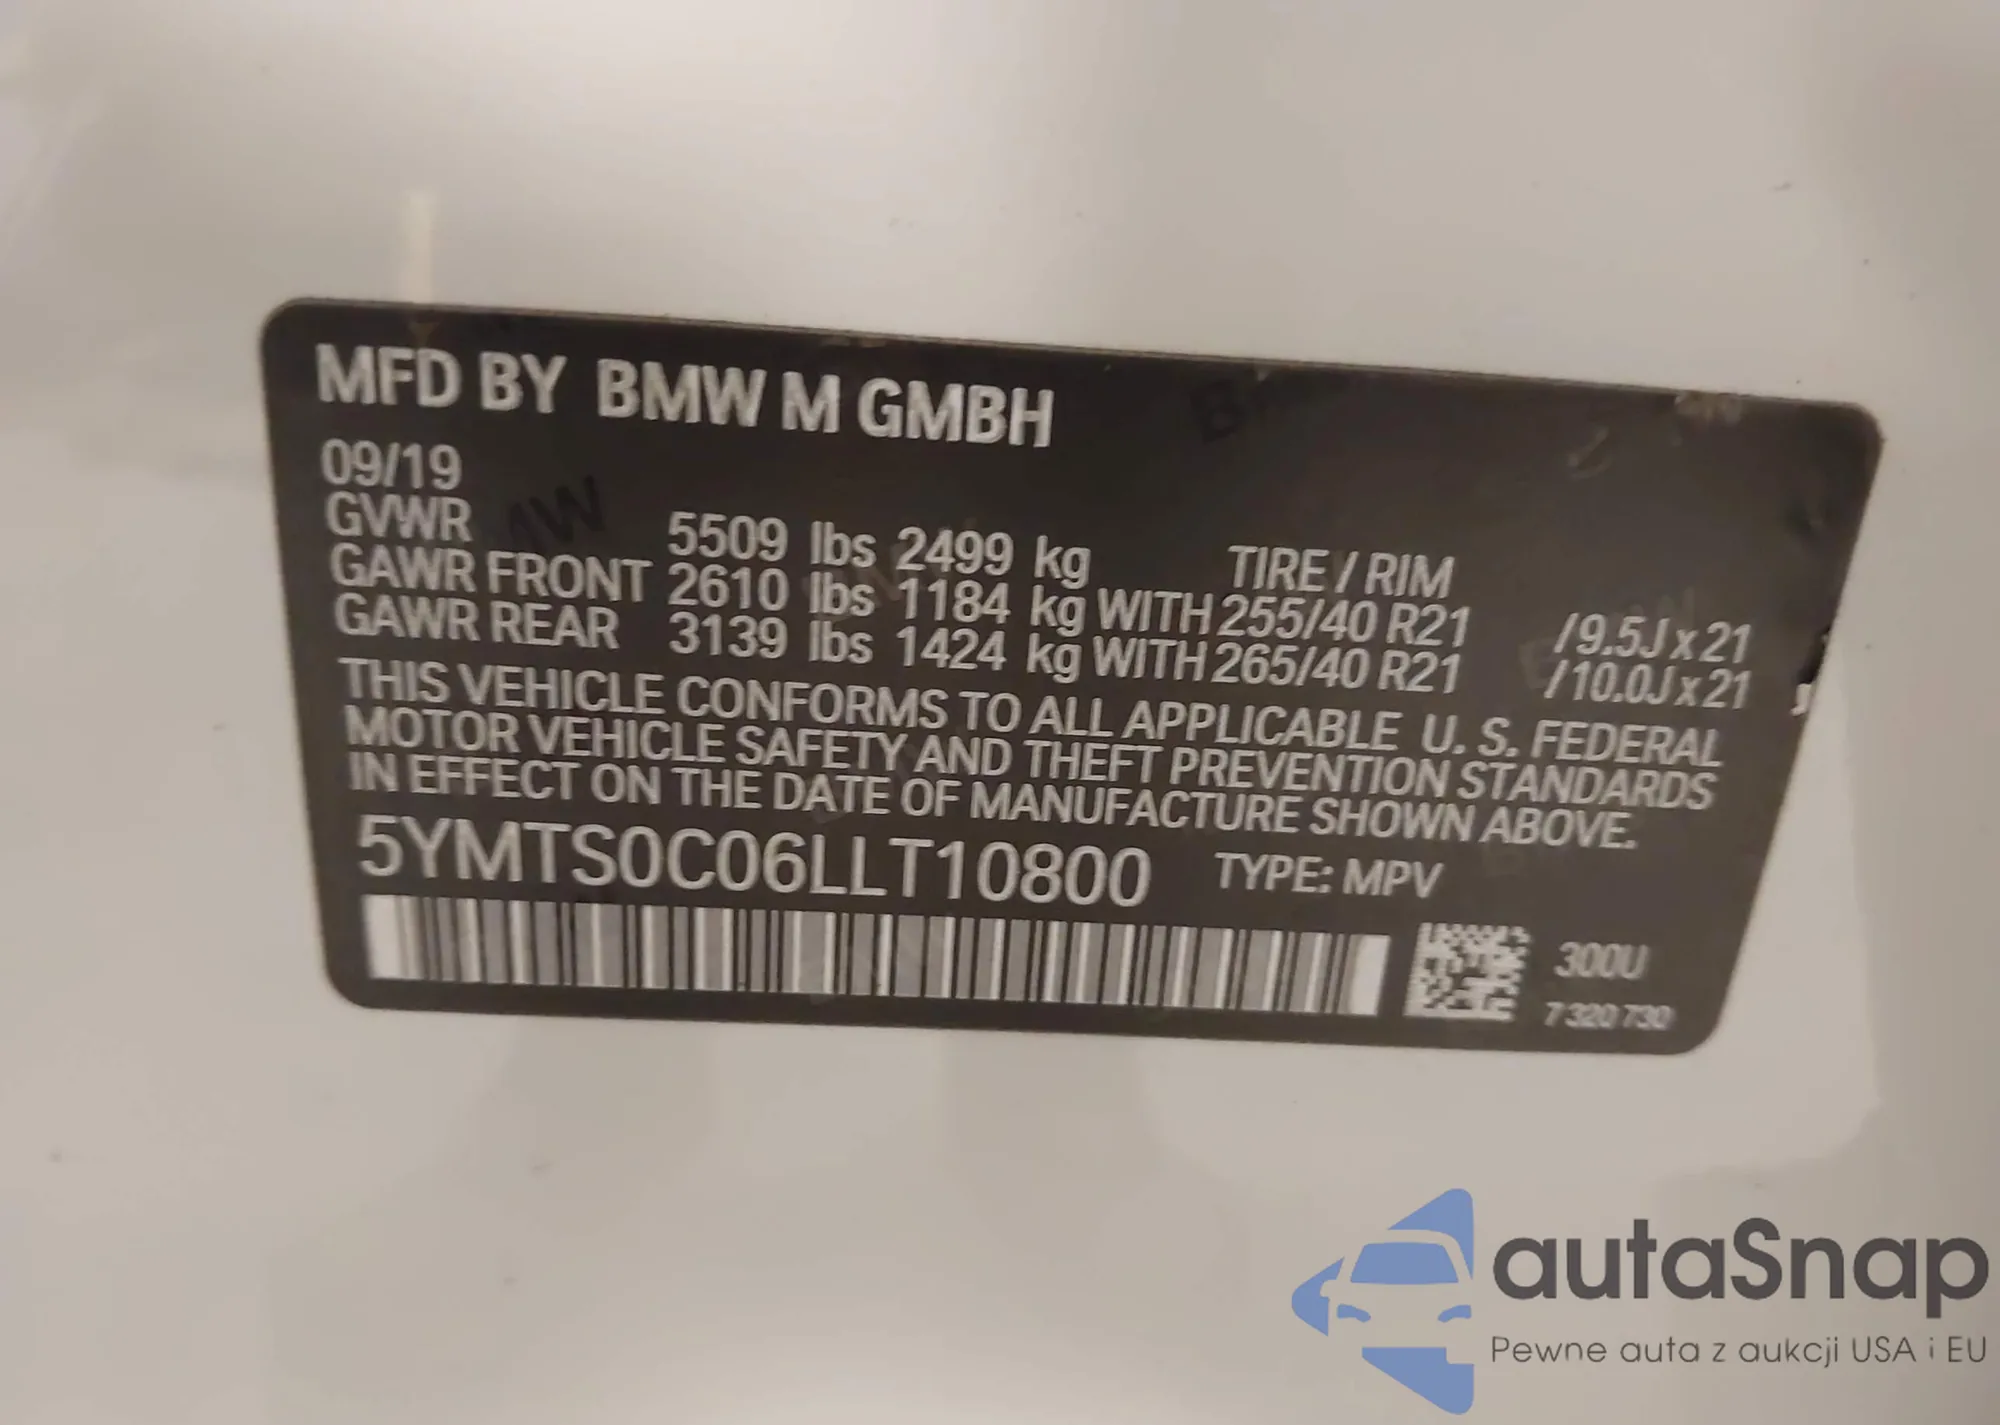 MFD BY BMW M GMBH
09/19
GVWR 5509 lbs 2499 kg TIRE / RIM
GAWR FRONT 2610 lbs 1184 kg WITH 255/40 R21 /9.5J x 21
GAWR REAR 3139 lbs 1424 kg WITH 265/40 R21 /10.0J x 21
THIS VEHICLE CONFORMS TO ALL APPLICABLE U. S. FEDERAL
MOTOR VEHICLE SAFETY AND THEFT PREVENTION STANDARDS
IN EFFECT ON THE DATE OF MANUFACTURE SHOWN ABOVE.
5YMTS0C06LLT10800 TYPE: MPV
300U
7 320 730
autaSnap
Pewne auta z aukcji USA i EU